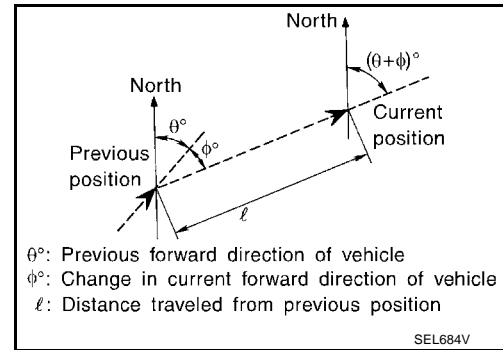 North
(θ+ϕ)°
North
θ°
ϕ°
Current
position
Previous
position
ℓ
θ°: Previous forward direction of vehicle
ϕ°: Change in current forward direction of vehicle
ℓ: Distance traveled from previous position
SEL684V